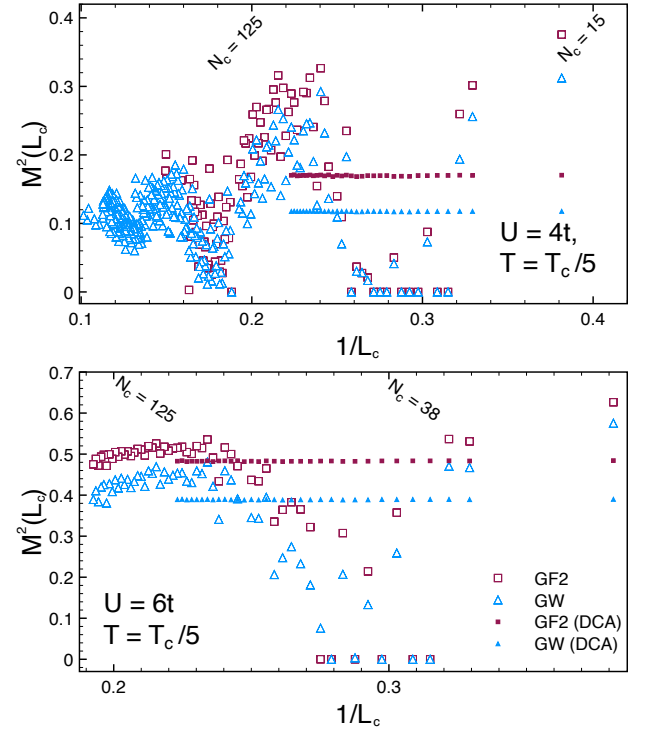 0.4
0.3
0.2
0.1
0
M²(L_c)
N_c = 125
N_c = 15
U = 4t,
T = T_c/5
0.1
0.2
0.3
0.4
1/L_c
0.7
0.6
0.5
0.4
0.3
0.2
0.1
0
M²(L_c)
N_c = 125
N_c = 38
U = 6t
T = T_c/5
GF2
GW
GF2 (DCA)
GW (DCA)
0.2
0.3
1/L_c